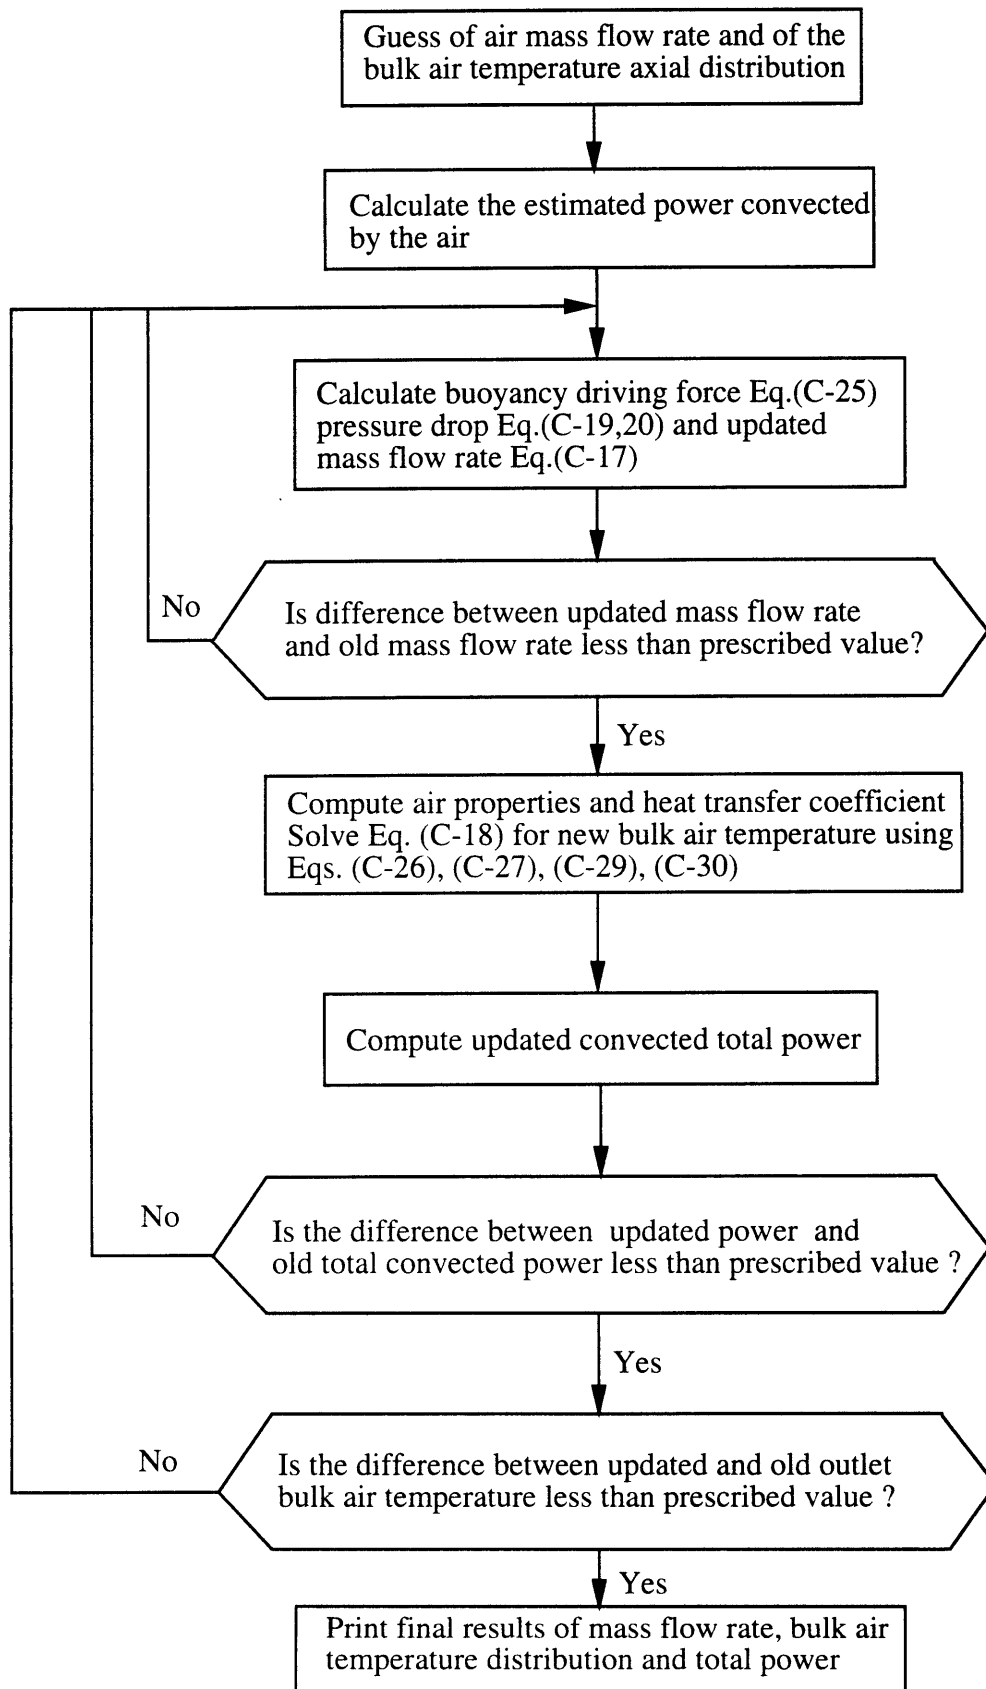 Guess of air mass flow rate and of the
bulk air temperature axial distribution
Calculate the estimated power convected
by the air
Calculate buoyancy driving force Eq.(C-25)
pressure drop Eq.(C-19,20) and updated
mass flow rate Eq.(C-17)
No
Is difference between updated mass flow rate
and old mass flow rate less than prescribed value?
Yes
Compute air properties and heat transfer coefficient
Solve Eq. (C-18) for new bulk air temperature using
Eqs. (C-26), (C-27), (C-29), (C-30)
Compute updated convected total power
No
Is the difference between updated power and
old total convected power less than prescribed value ?
Yes
No
Is the difference between updated and old outlet
bulk air temperature less than prescribed value ?
Yes
Print final results of mass flow rate, bulk air
temperature distribution and total power